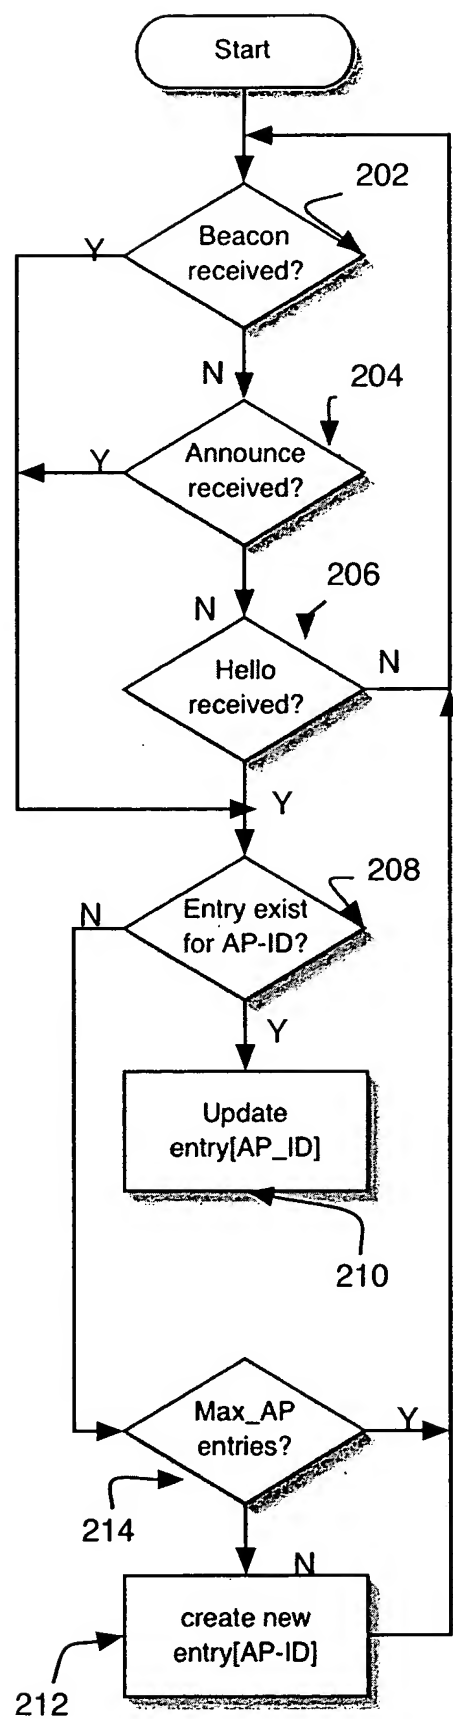 Start
202
Beacon
received?
Y
N
204
Announce
received?
Y
206
N
Hello
received?
N
Y
208
Entry exist
for AP-ID?
N
Y
Update
entry[AP_ID]
210
Max_AP
entries?
Y
214
N
create new
entry[AP-ID]
212